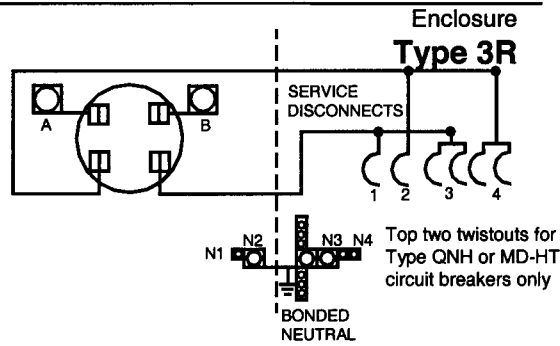 Enclosure
Type 3R
SERVICE
DISCONNECTS
A
B
1 2 3 4
N1 N2 N3 N4
Top two twistouts for
Type QNH or MD-HT
circuit breakers only
BONDED
NEUTRAL